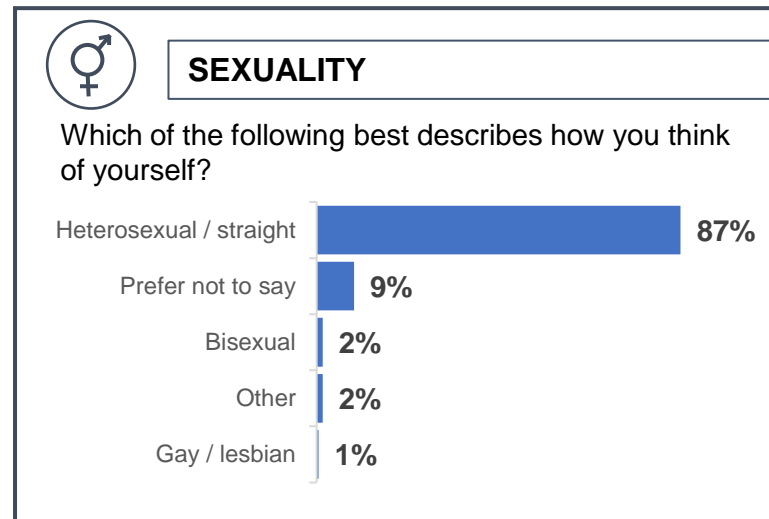 SEXUALITY
Which of the following best describes how you think
of yourself?
Heterosexual / straight 87%
Prefer not to say 9%
Bisexual 2%
Other 2%
Gay / lesbian 1%